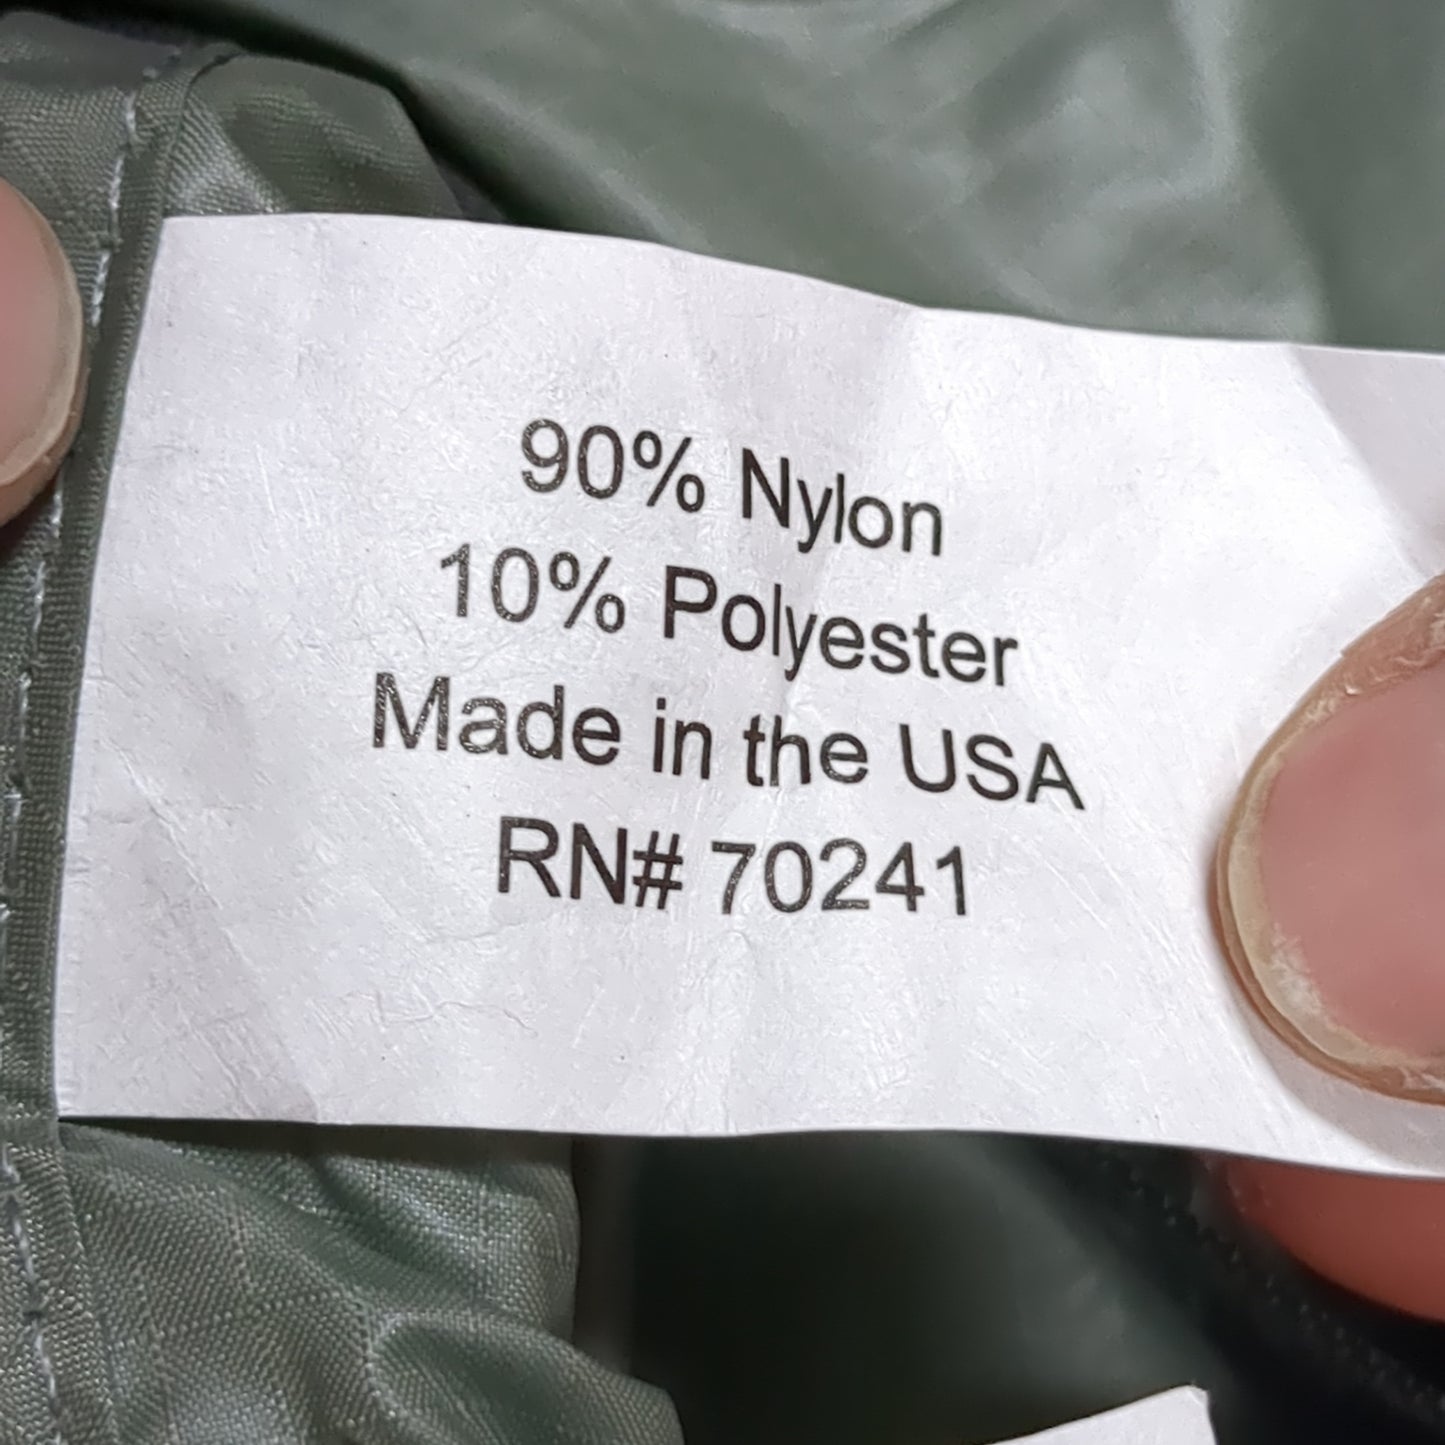 90% Nylon
10% Polyester
Made in the USA
RN# 70241